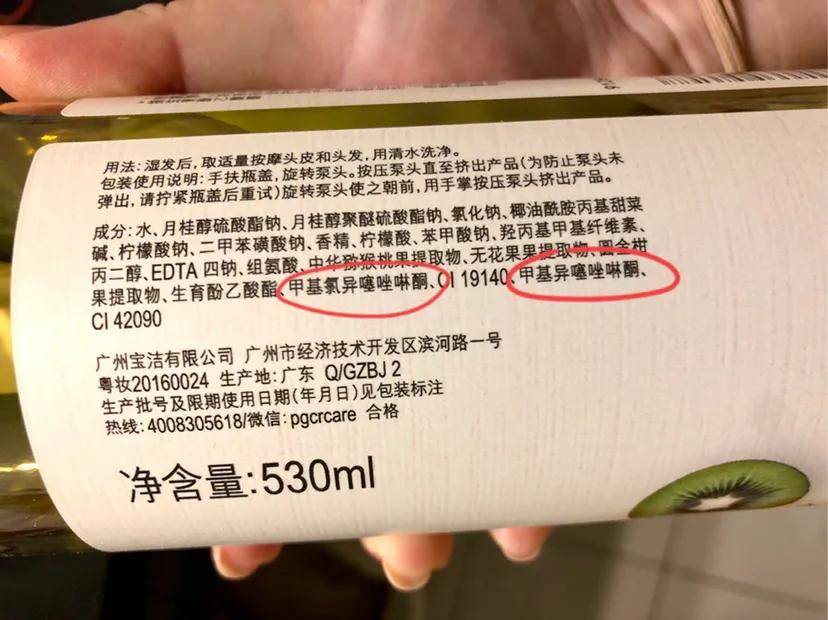 用法：湿发后，取适量按摩头皮和头发，用清水洗净。
包装使用说明：手扶瓶盖，旋转泵头。按压泵头直至挤出产品(为防止泵头未
弹出，请拧紧瓶盖后重试)旋转泵头使之朝前，用手掌按压泵头挤出产品。
成分：水、月桂醇硫酸酯钠、月桂醇聚醚硫酸酯钠、氯化钠、椰油酰胺丙基甜菜
碱、柠檬酸钠、二甲苯磺酸钠、香精、柠檬酸、苯甲酸钠、羟丙基甲基纤维素、
丙二醇、EDTA 四钠、组氨酸、中华猕猴桃果提取物、无花果果提取物、圆金柑
果提取物、生育酚乙酸酯、甲基氯异噻唑啉酮、CI 19140、甲基异噻唑啉酮、
CI 42090
广州宝洁有限公司 广州市经济技术开发区滨河路一号
粤妆20160024 生产地：广东 Q/GZBJ 2
生产批号及限期使用日期(年月日)见包装标注
热线：4008305618/微信：pgcrcare 合格
净含量：530ml